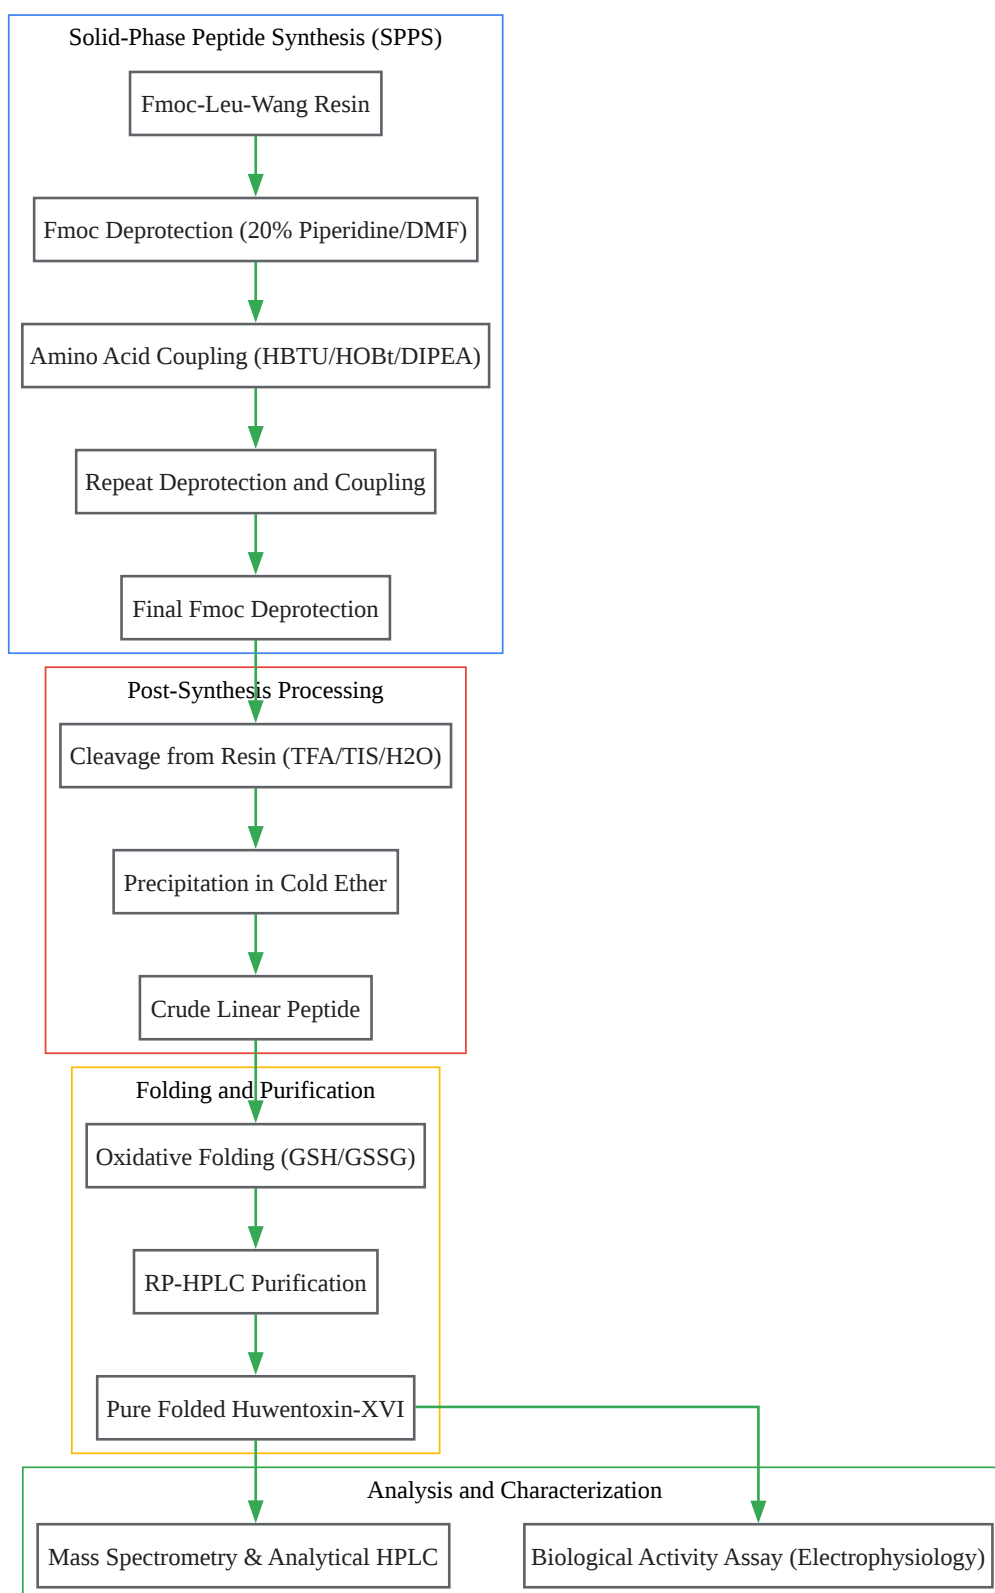 Solid-Phase Peptide Synthesis (SPPS)
Fmoc-Leu-Wang Resin
Fmoc Deprotection (20% Piperidine/DMF)
Amino Acid Coupling (HBTU/HOBt/DIPEA)
Repeat Deprotection and Coupling
Final Fmoc Deprotection
Post-Synthesis Processing
Cleavage from Resin (TFA/TIS/H2O)
Precipitation in Cold Ether
Crude Linear Peptide
Folding and Purification
Oxidative Folding (GSH/GSSG)
RP-HPLC Purification
Pure Folded Huwentoxin-XVI
Analysis and Characterization
Mass Spectrometry & Analytical HPLC
Biological Activity Assay (Electrophysiology)